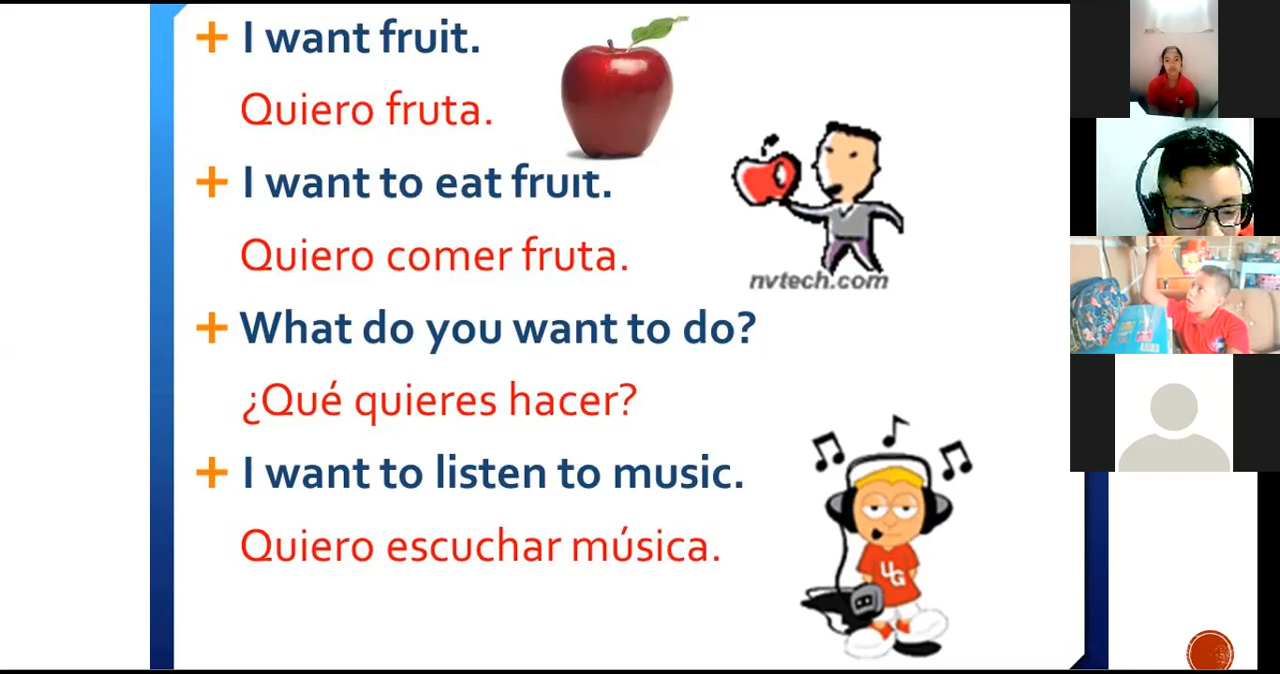 I want fruit.
Quiero fruta.
I want to eat fruit.
Quiero comer fruta.
nvtech.com
What do you want to do?
¿Qué quieres hacer?
I want to listen to music.
Quiero escuchar música.
UG